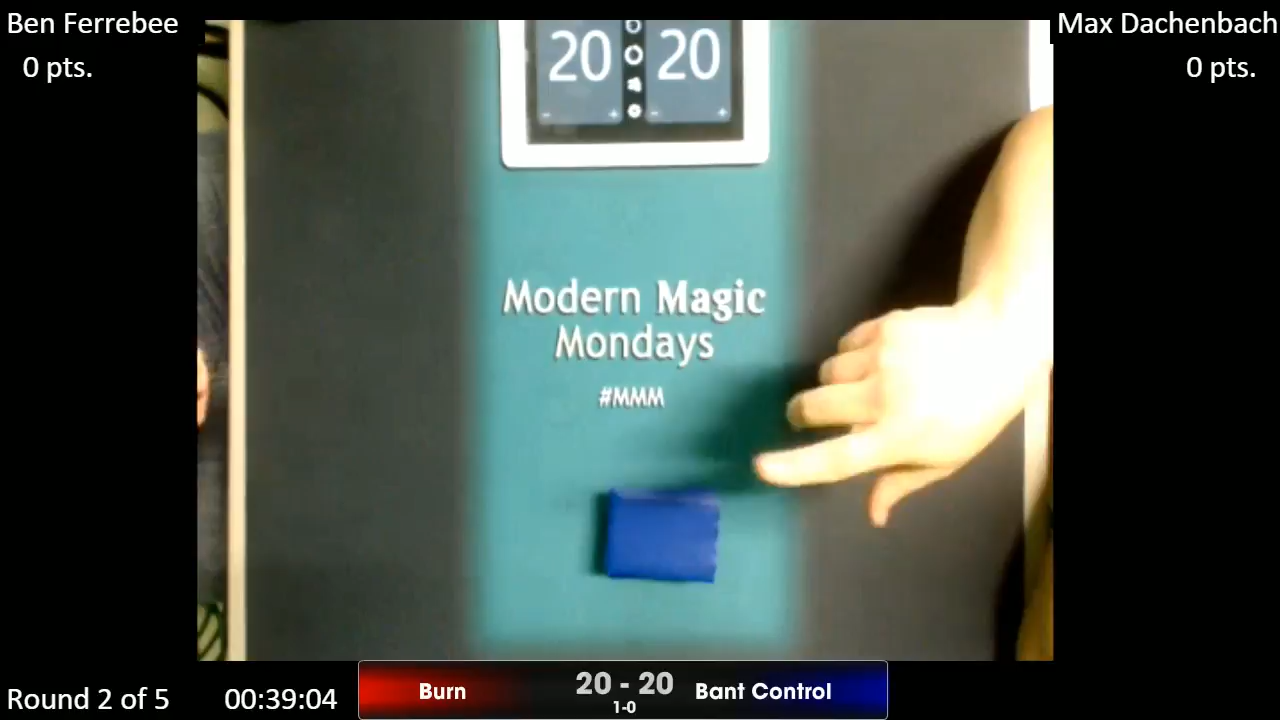 Ben Ferrebee
0 pts.
Max Dachenbach
0 pts.
20 20
- + - +
Modern Magic
Mondays
#MMM
Round 2 of 5 00:39:04
Burn 20 - 20 Bant Control
1-0